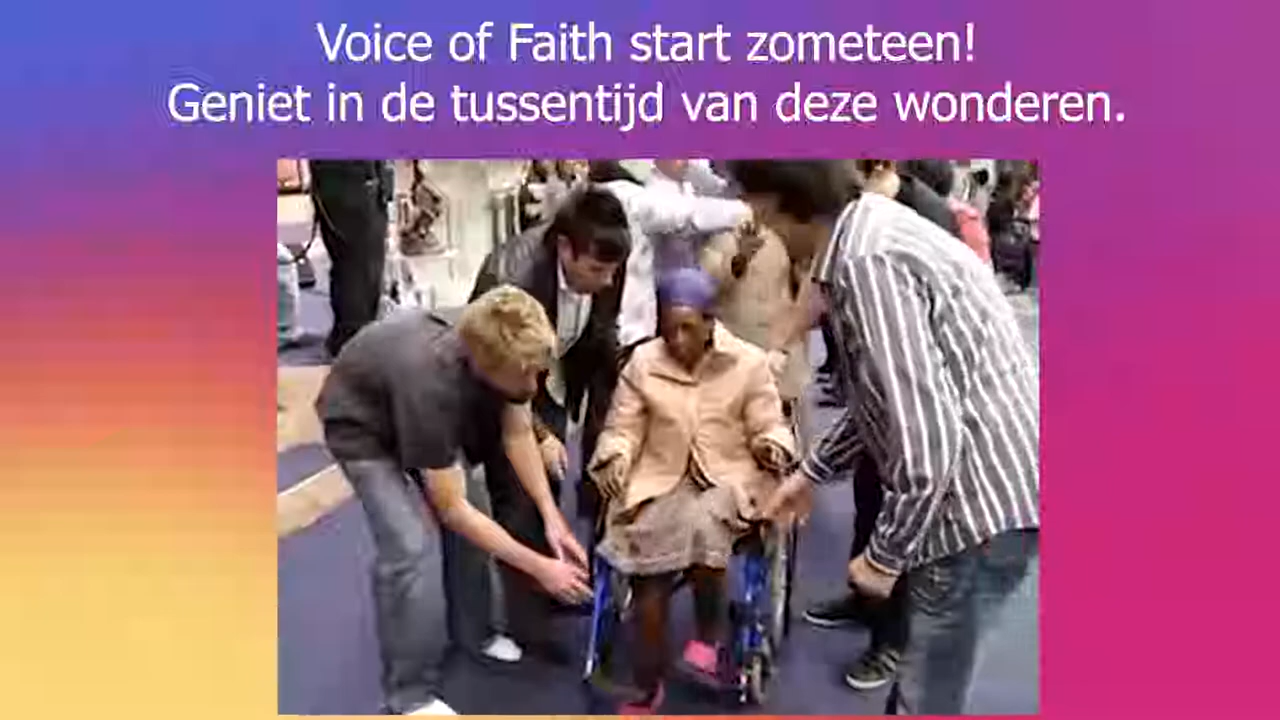 Voice of Faith start zometeen!
Geniet in de tussentijd van deze wonderen.